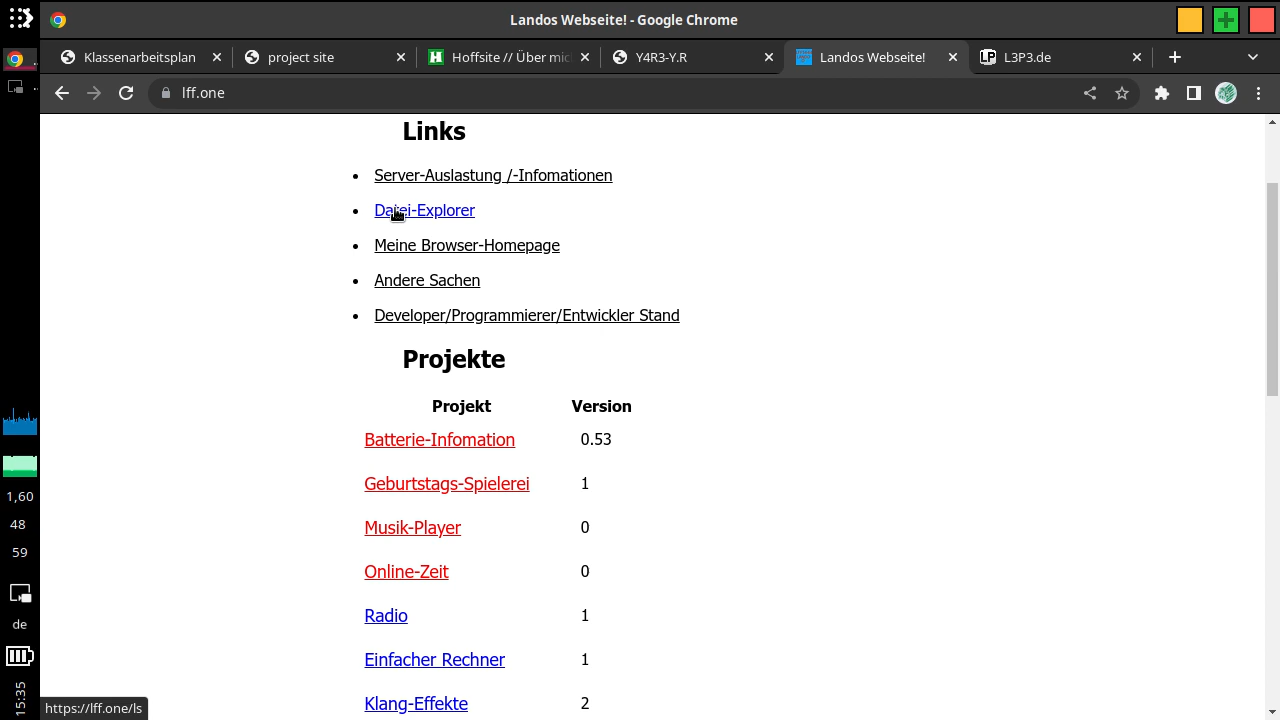 Landos Webseite! - Google Chrome
Klassenarbeitsplan
project site
Hoffsite // Über mic
Y4R3-Y.R
Landos Webseite!
L3P3.de
lff.one
Links
Server-Auslastung /-Infomationen
Datei-Explorer
Meine Browser-Homepage
Andere Sachen
Developer/Programmierer/Entwickler Stand
Projekte
Projekt Version
Batterie-Infomation 0.53
Geburtstags-Spielerei 1
Musik-Player 0
Online-Zeit 0
Radio 1
Einfacher Rechner 1
Klang-Effekte 2
1,60
48
59
de
15:35
https://lff.one/ls